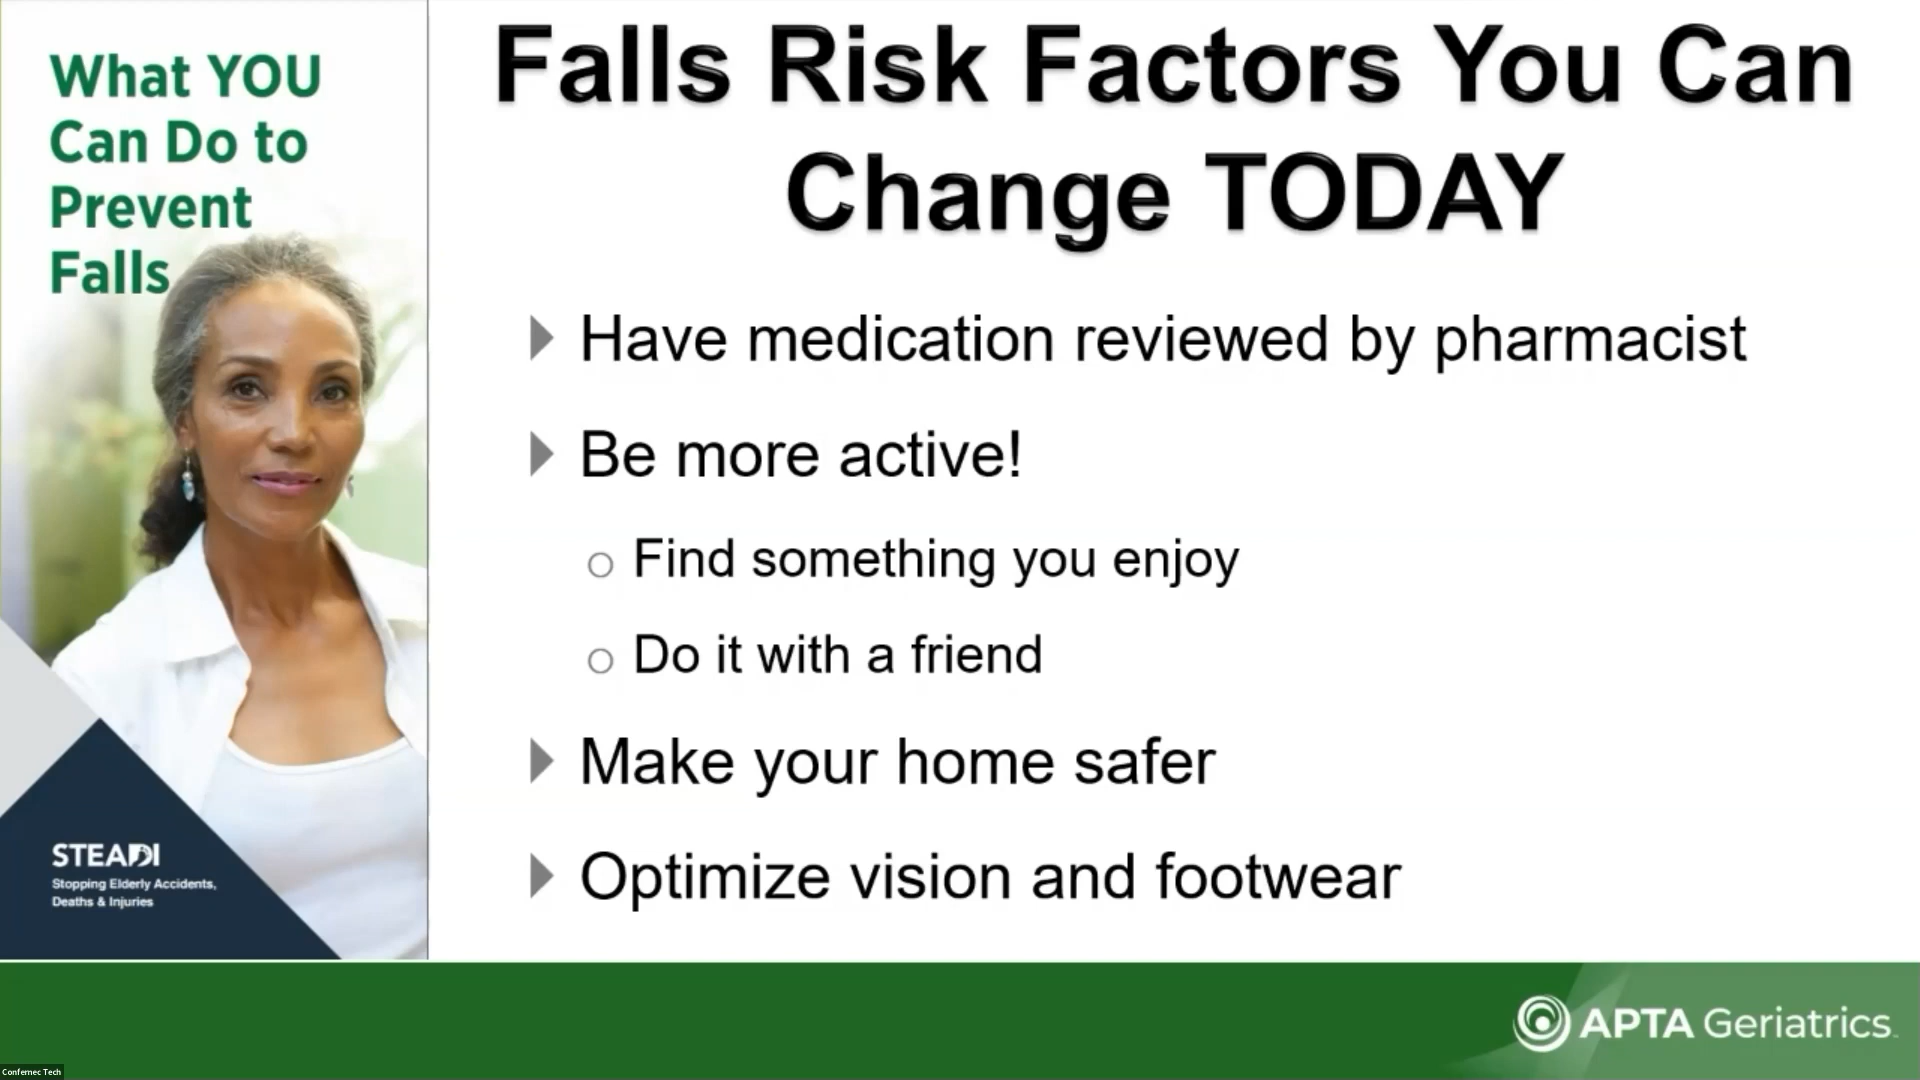 What YOU
Can Do to
Prevent
Falls
STEADI
Stopping Elderly Accidents,
Deaths & Injuries
Falls Risk Factors You Can
Change TODAY
Have medication reviewed by pharmacist
Be more active!
Find something you enjoy
Do it with a friend
Make your home safer
Optimize vision and footwear
APTA Geriatrics
Confernec Tech